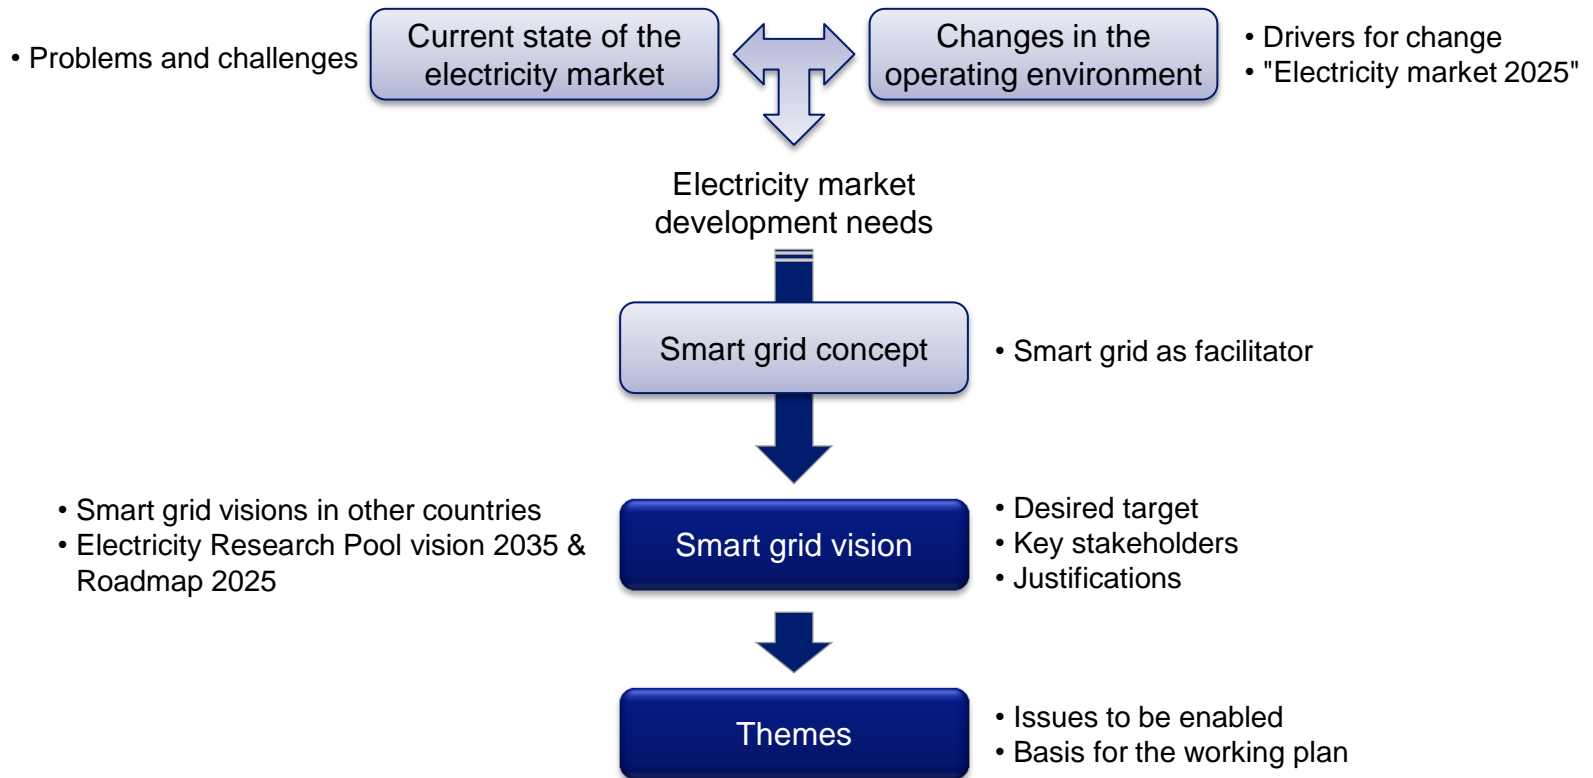 • Problems and challenges
Current state of the
electricity market
Changes in the
operating environment
• Drivers for change
• "Electricity market 2025"
Electricity market
development needs
Smart grid concept
• Smart grid as facilitator
• Smart grid visions in other countries
• Electricity Research Pool vision 2035 &
Roadmap 2025
Smart grid vision
• Desired target
• Key stakeholders
• Justifications
Themes
• Issues to be enabled
• Basis for the working plan